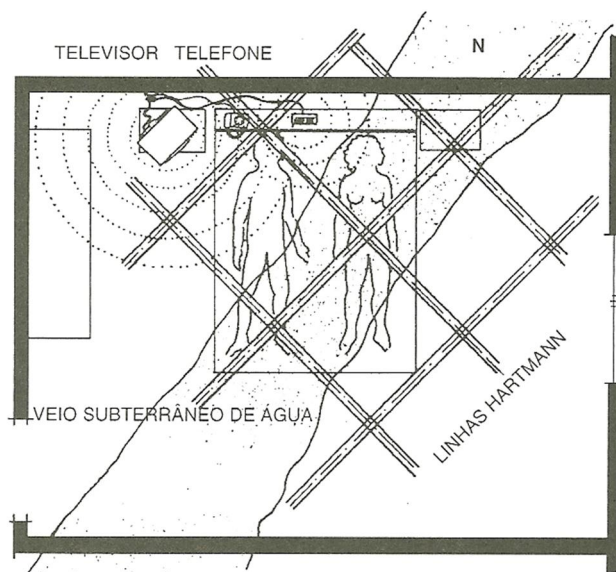 TELEVISOR TELEFONE
N
VEIO SUBTERRÂNEO DE ÁGUA
LINHAS HARTMANN